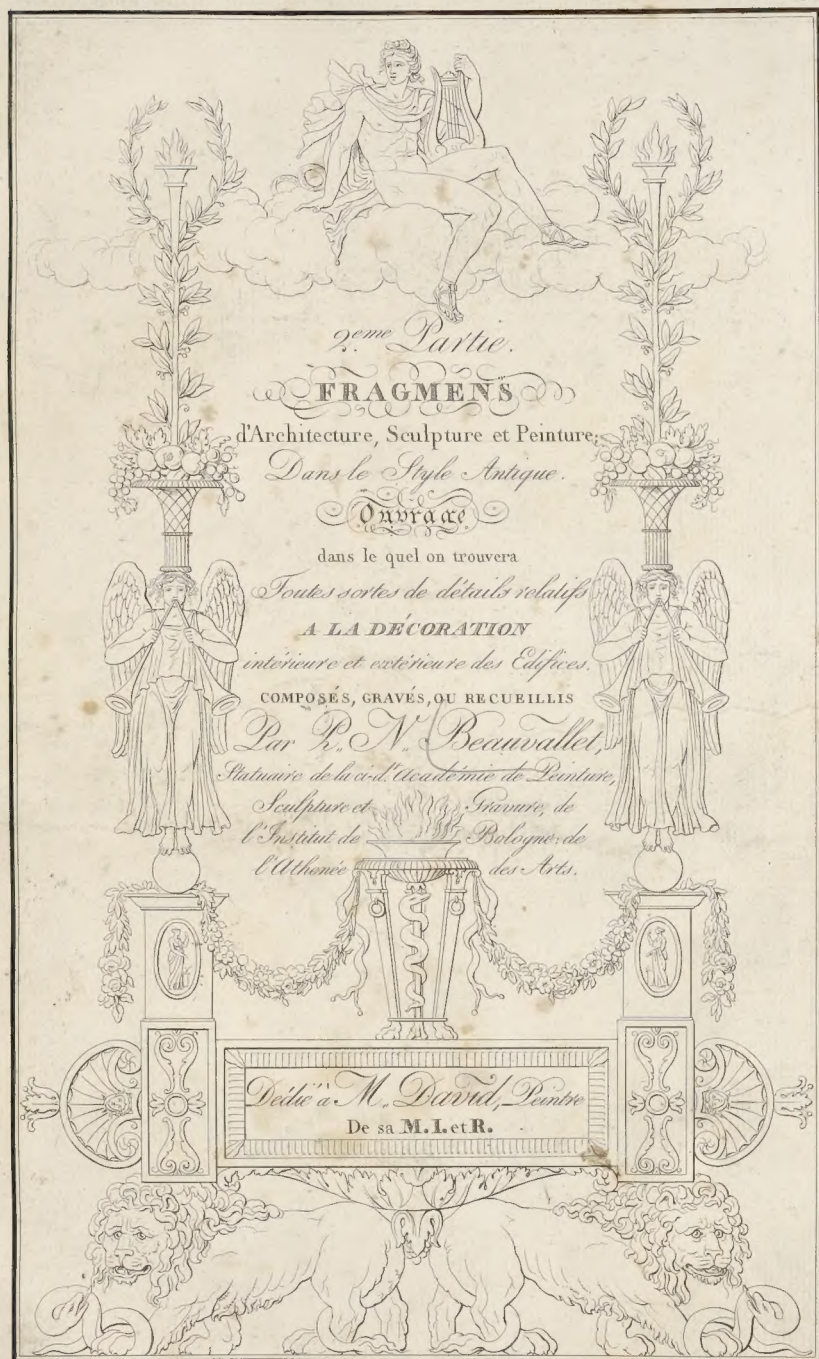 2.eme Partie.
FRAGMENS
d'Architecture, Sculpture et Peinture,
Dans le Style Antique.
Ouvrage
dans le quel on trouvera
Toutes sortes de détails relatifs
A LA DÉCORATION
intérieure et extérieure des Edifices.
COMPOSÉS, GRAVÉS, OU RECUEILLIS
Par P. N. Beauvallet,
Statuaire de la ci-d.t Académie de Peinture,
Sculpture et Gravure, de
l'Institut de Bologne, de
l'Athenée des Arts.
Dédié à M. David, Peintre
De sa M. I. et R.